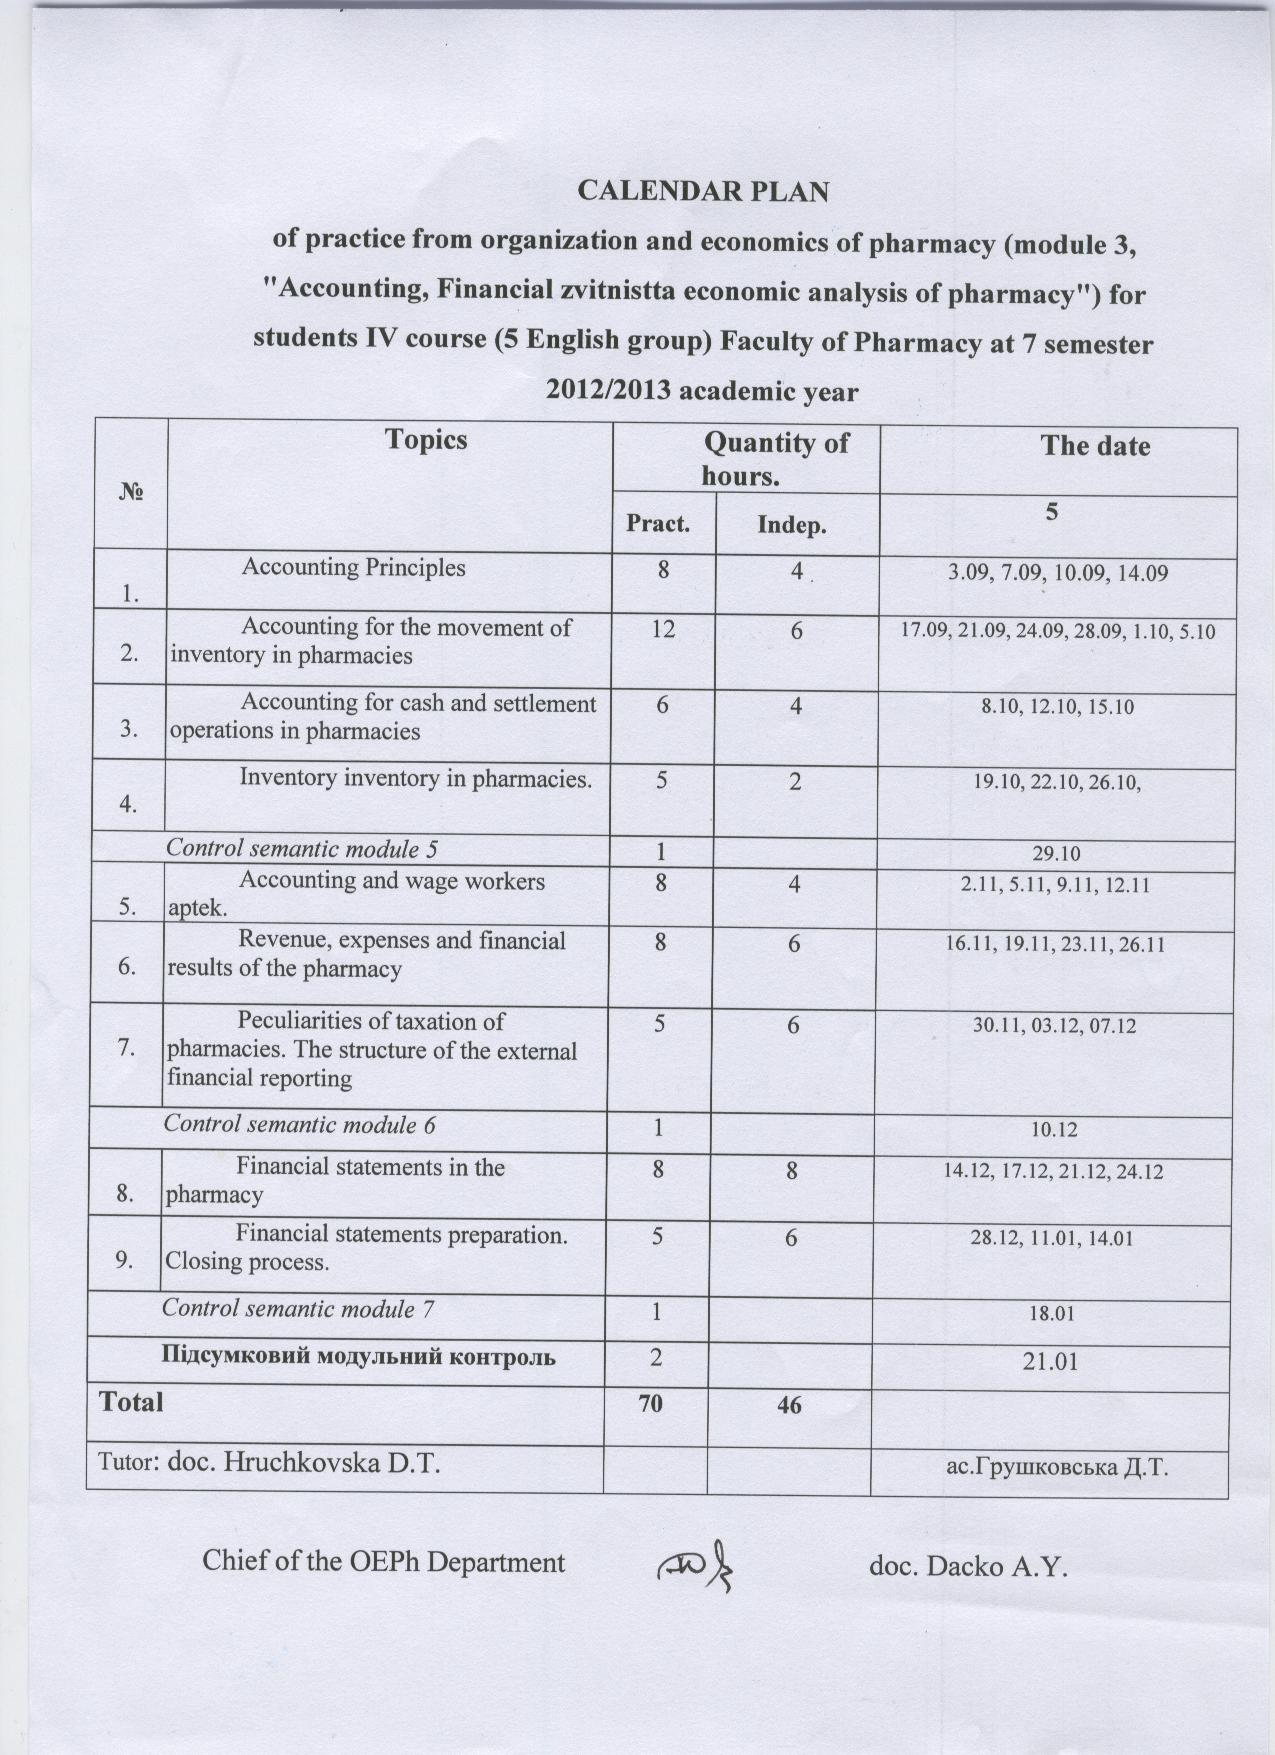 CALENDAR PLAN
of practice from organization and economics of pharmacy (module 3,
"Accounting, Financial zvitnistta economic analysis of pharmacy") for
students IV course (5 English group) Faculty of Pharmacy at 7 semester
2012/2013 academic year
№ Topics Quantity of hours. The date
Pract. Indep. 5
1. Accounting Principles 8 4 3.09, 7.09, 10.09, 14.09
2. Accounting for the movement of 12 6 17.09, 21.09, 24.09, 28.09, 1.10, 5.10
inventory in pharmacies
3. Accounting for cash and settlement 6 4 8.10, 12.10, 15.10
operations in pharmacies
4. Inventory inventory in pharmacies. 5 2 19.10, 22.10, 26.10,
Control semantic module 5 1 29.10
5. Accounting and wage workers 8 4 2.11, 5.11, 9.11, 12.11
aptek.
6. Revenue, expenses and financial 8 6 16.11, 19.11, 23.11, 26.11
results of the pharmacy
7. Peculiarities of taxation of 5 6 30.11, 03.12, 07.12
pharmacies. The structure of the external
financial reporting
Control semantic module 6 1 10.12
8. Financial statements in the 8 8 14.12, 17.12, 21.12, 24.12
pharmacy
9. Financial statements preparation. 5 6 28.12, 11.01, 14.01
Closing process.
Control semantic module 7 1 18.01
Підсумковий модульний контроль 2 21.01
Total 70 46
Tutor: doc. Hruchkovska D.T. ас.Грушковська Д.Т.
Chief of the OEPh Department doc. Dacko A.Y.